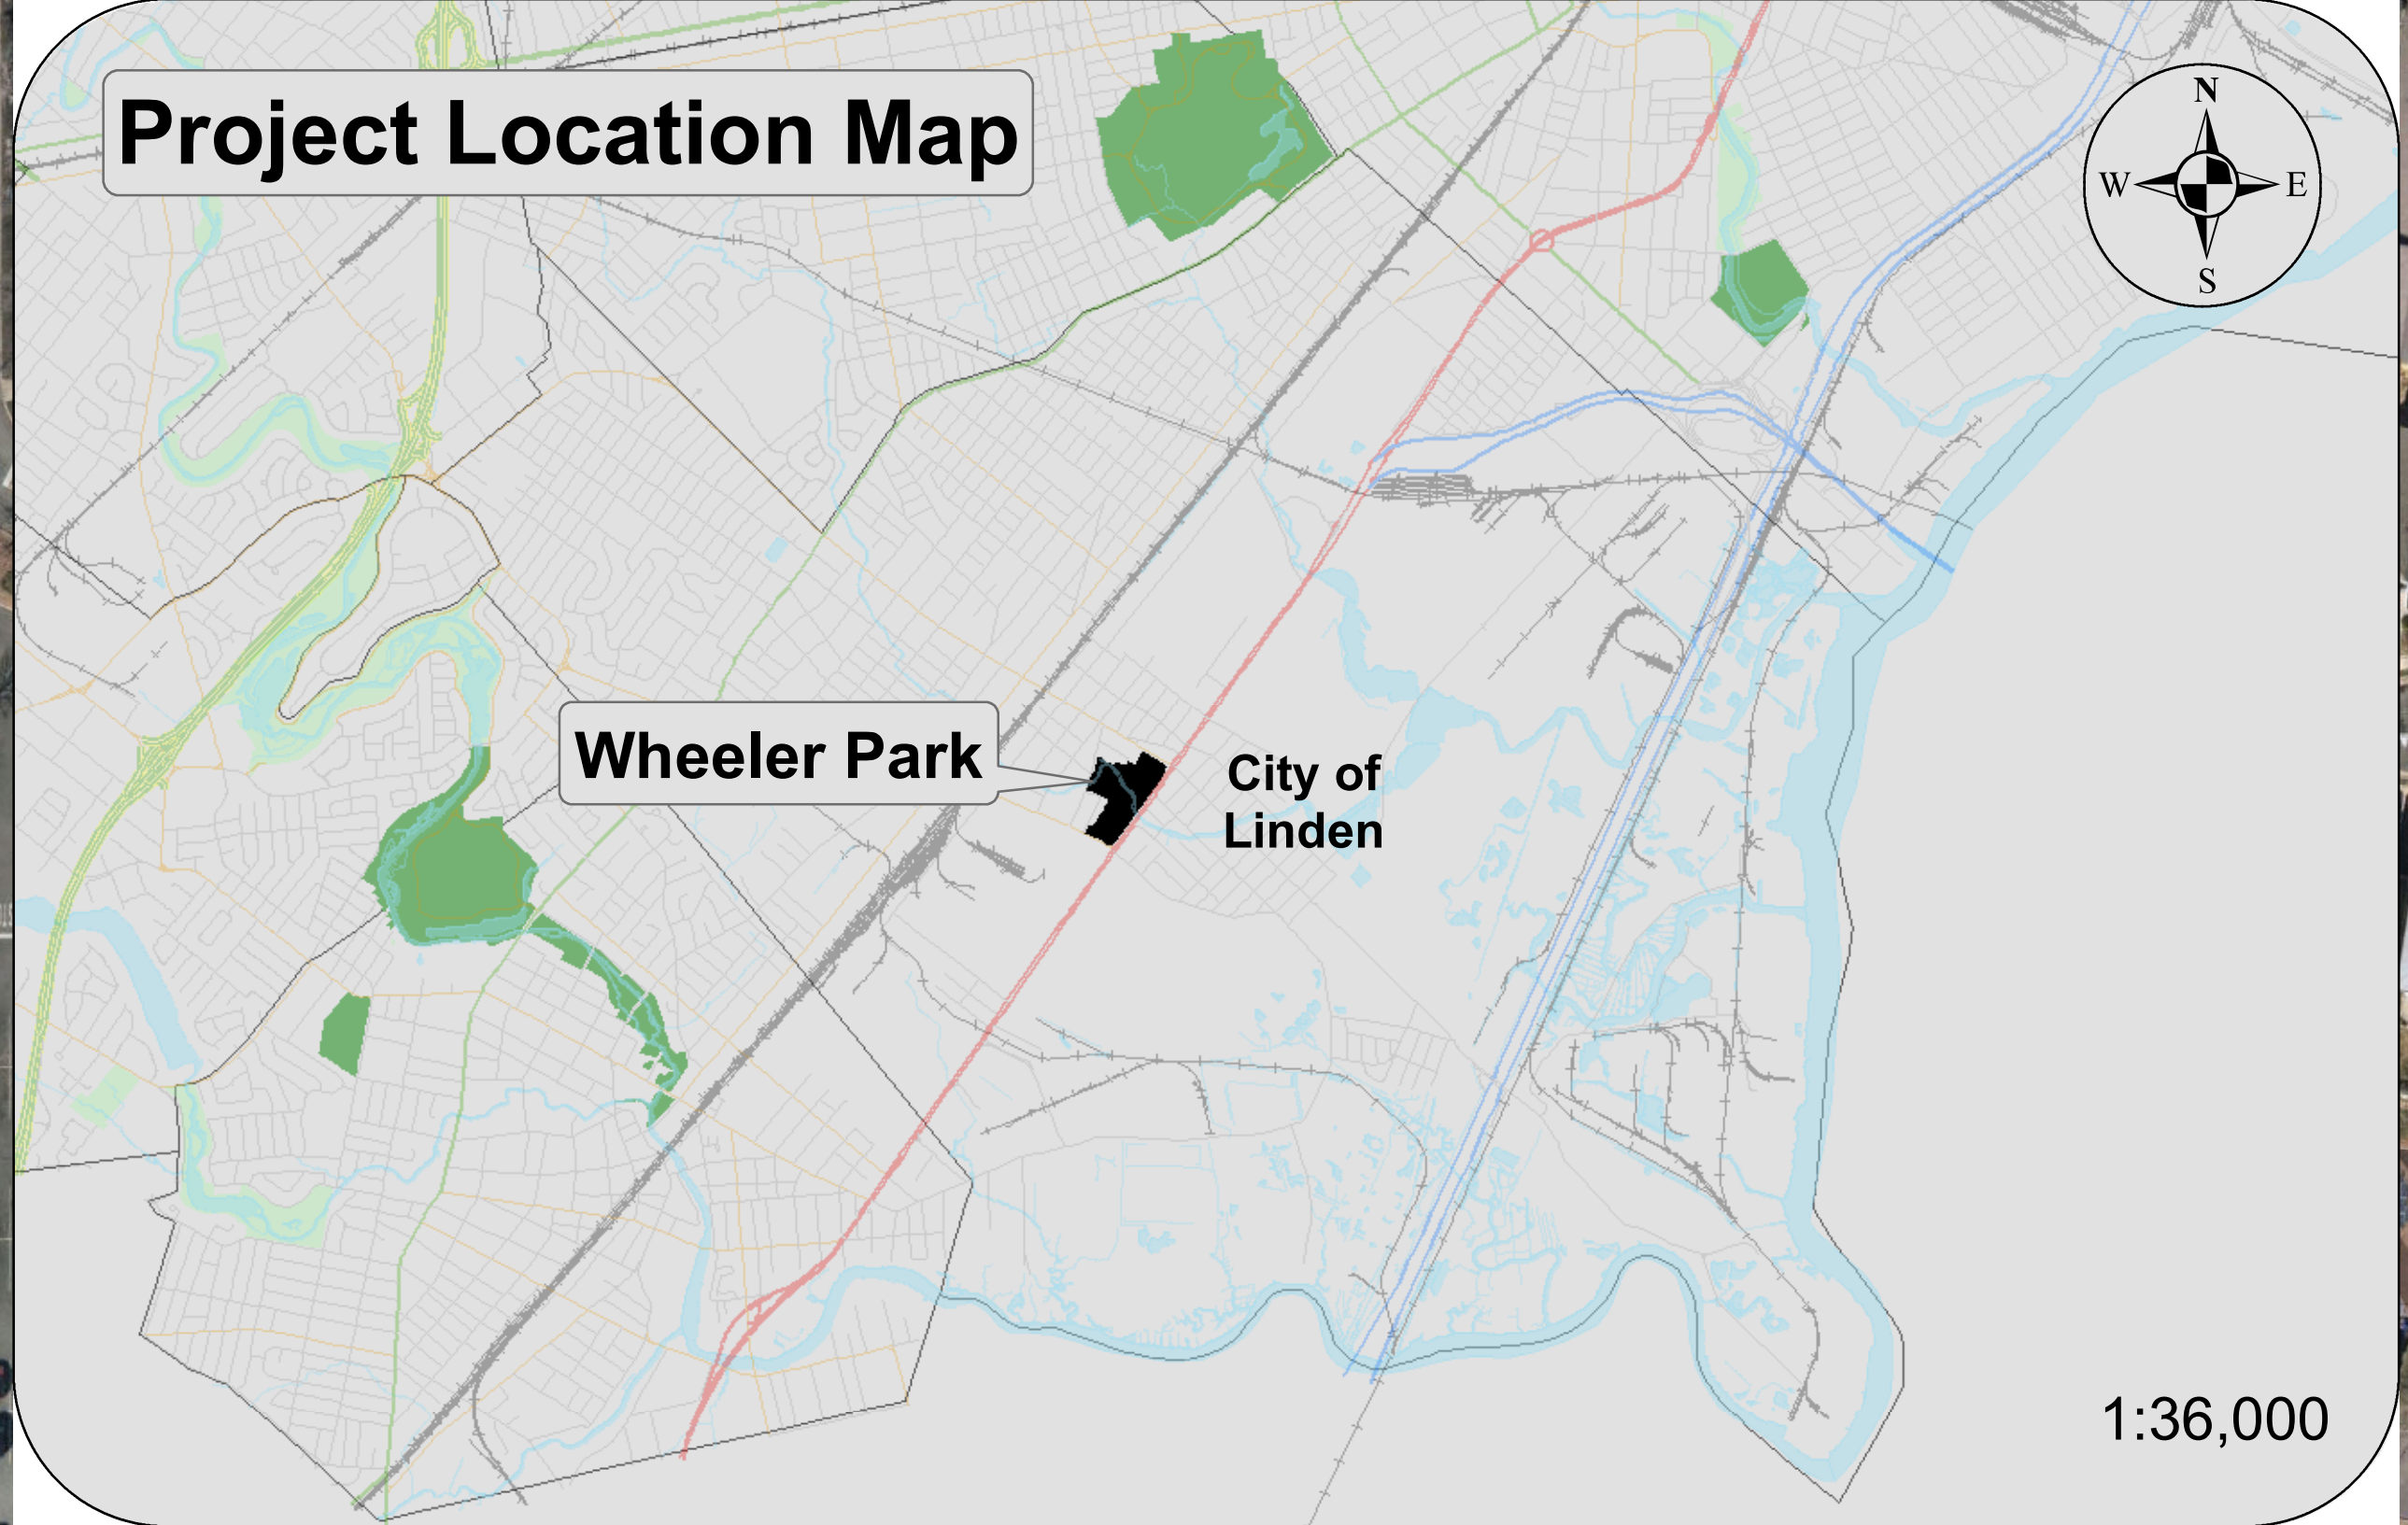 Project Location Map
N
W
E
S
Wheeler Park
City of
Linden
1:36,000